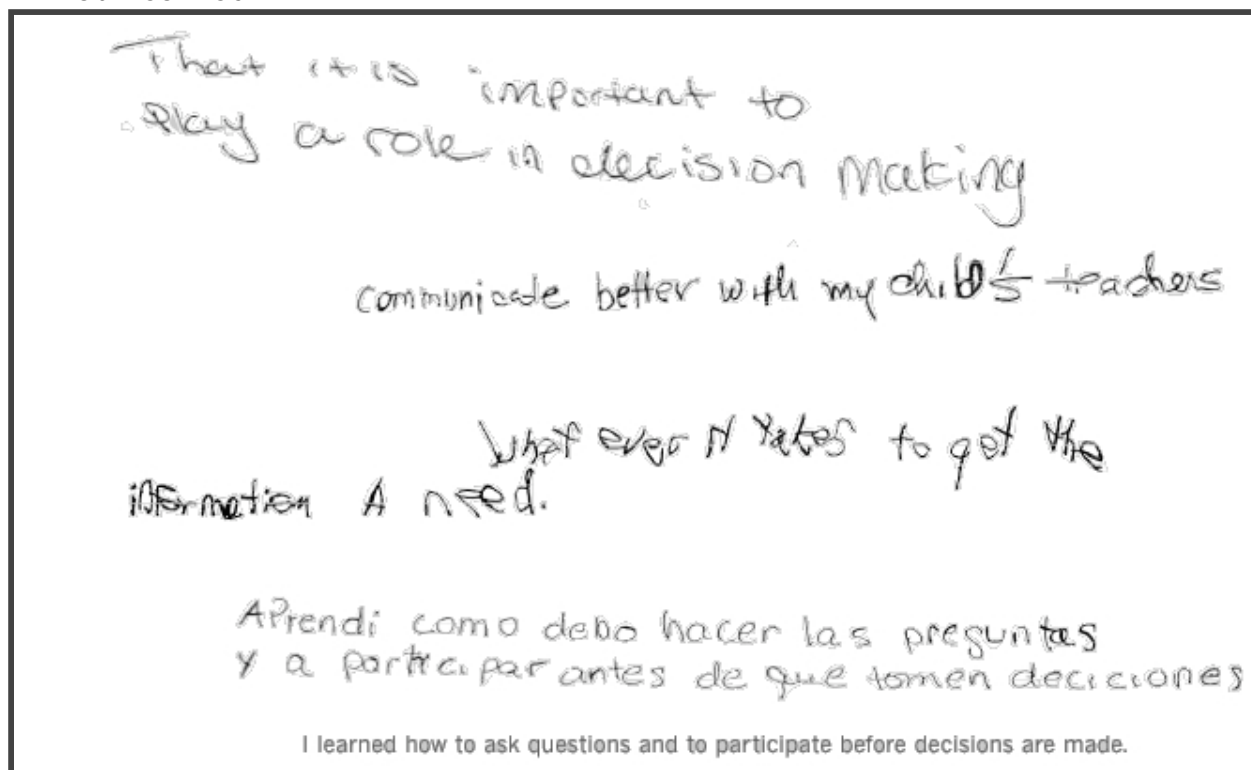 That it is important to
Play a role in decision making
communicate better with my child's teachers
What ever it takes to get the
information A need.
APrendi como debo hacer las preguntas
y a participar antes de que tomen deciciones
I learned how to ask questions and to participate before decisions are made.